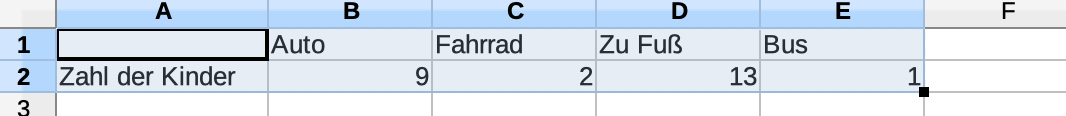 A B C D E F
1 Auto Fahrrad Zu Fuß Bus
2 Zahl der Kinder 9 2 13 1
3